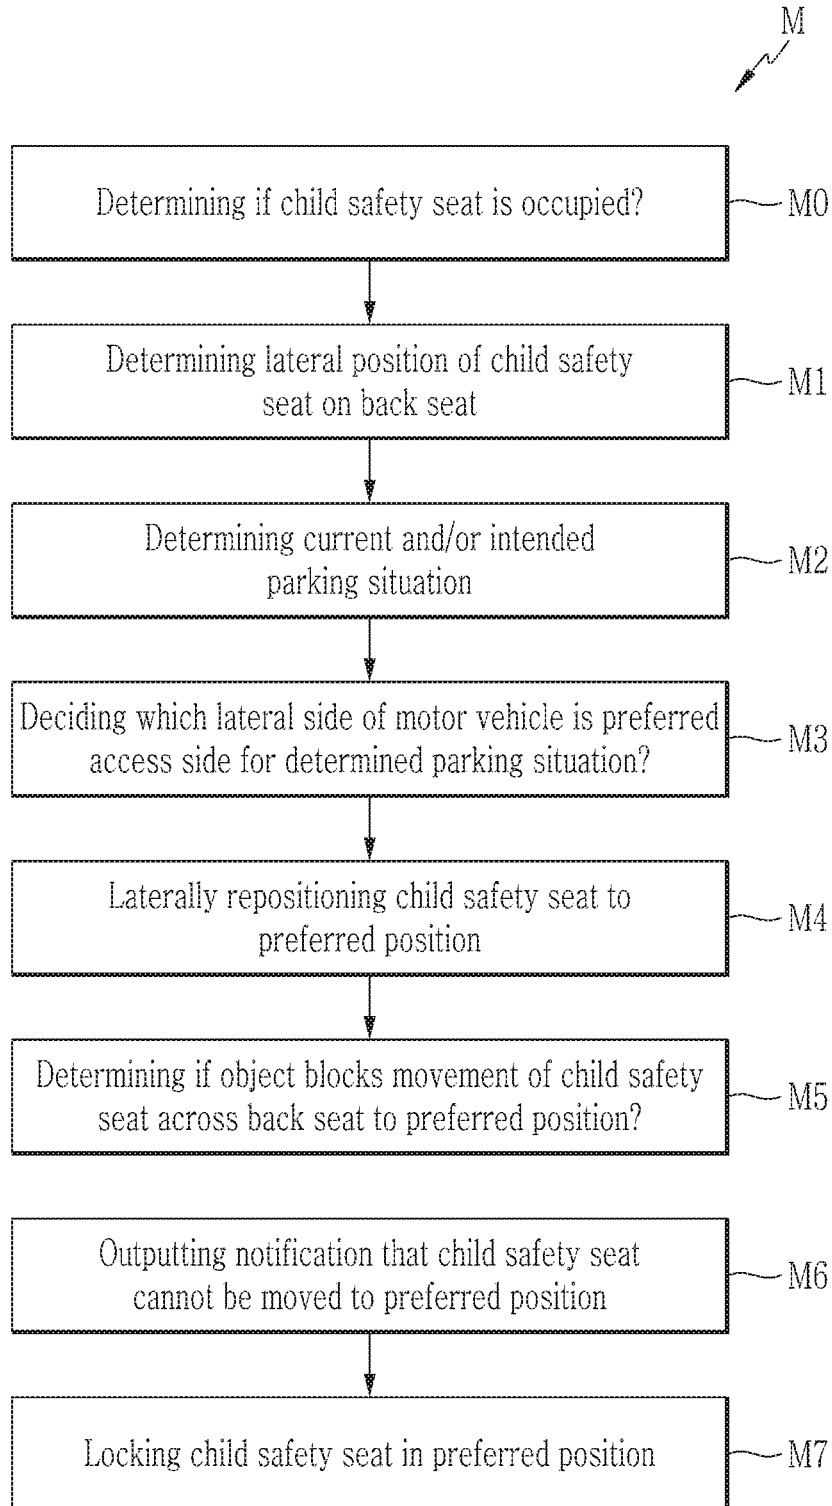 M
Determining if child safety seat is occupied?
M0
Determining lateral position of child safety
seat on back seat
M1
Determining current and/or intended
parking situation
M2
Deciding which lateral side of motor vehicle is preferred
access side for determined parking situation?
M3
Laterally repositioning child safety seat to
preferred position
M4
Determining if object blocks movement of child safety
seat across back seat to preferred position?
M5
Outputting notification that child safety seat
cannot be moved to preferred position
M6
Locking child safety seat in preferred position
M7